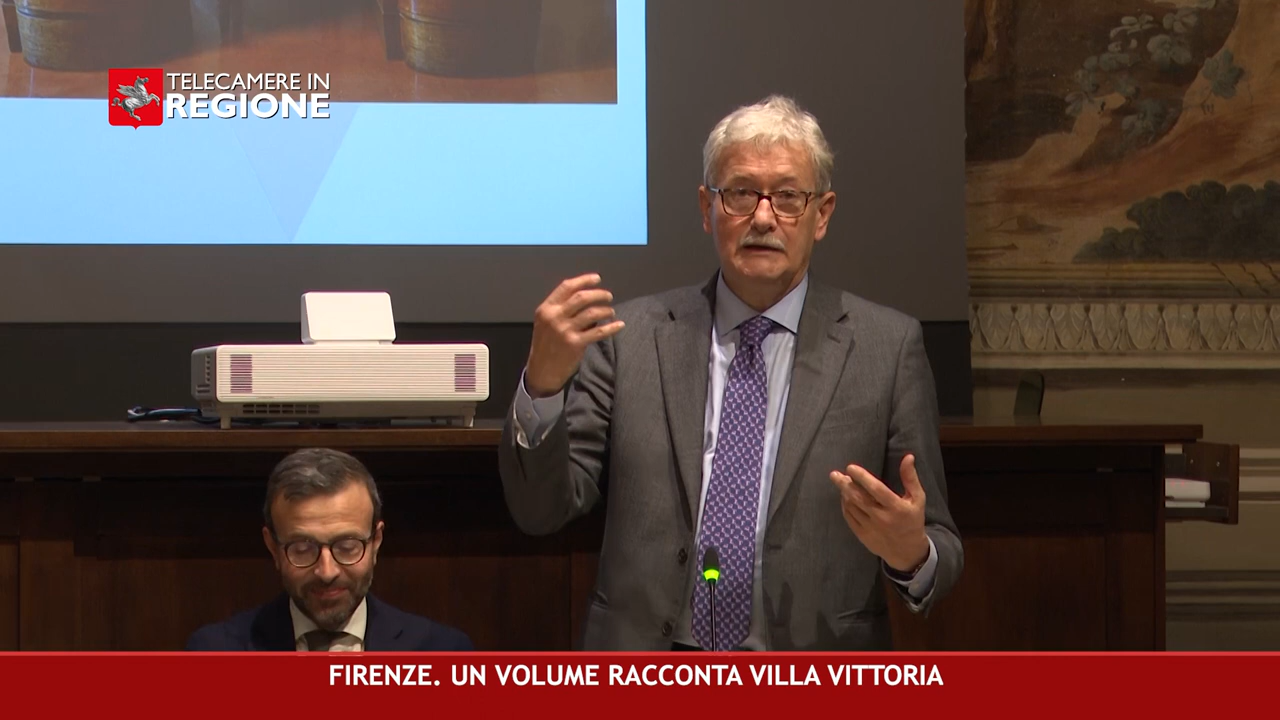 TELECAMERE IN
REGIONE
FIRENZE. UN VOLUME RACCONTA VILLA VITTORIA